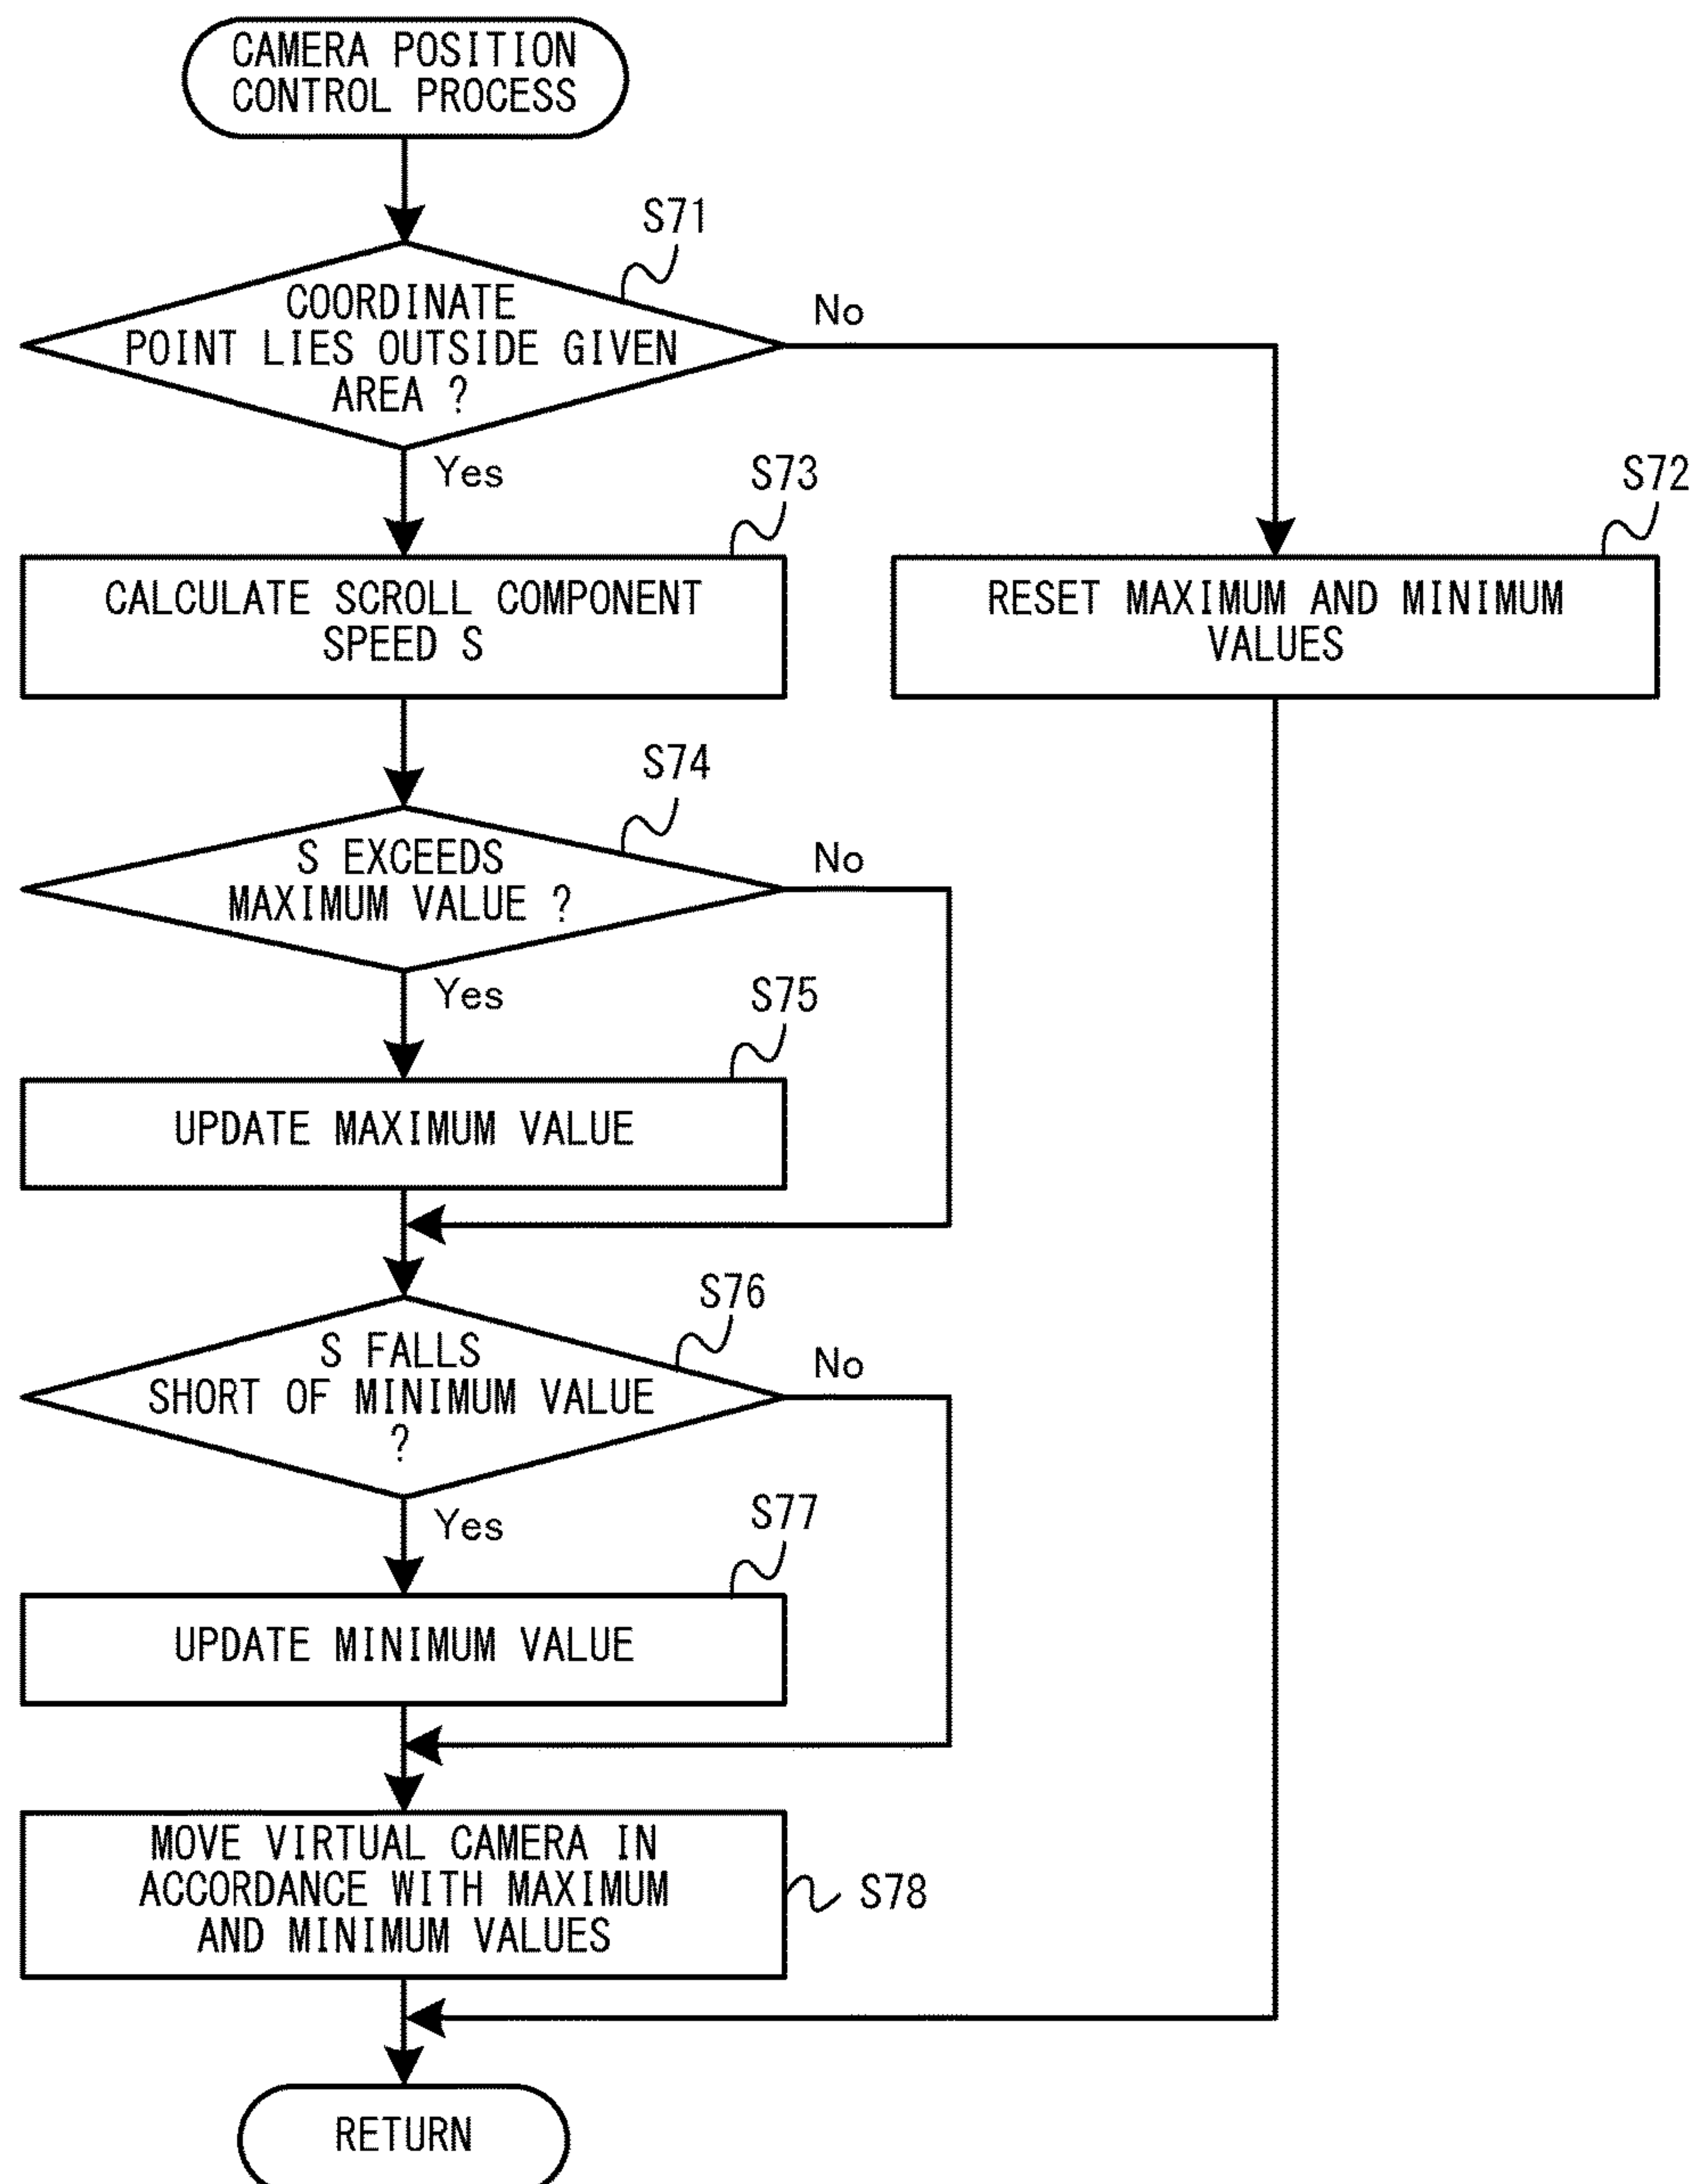 CAMERA POSITION
CONTROL PROCESS
S71
COORDINATE
POINT LIES OUTSIDE GIVEN
AREA ?
No
Yes
S73
S72
CALCULATE SCROLL COMPONENT
SPEED S
RESET MAXIMUM AND MINIMUM
VALUES
S74
S EXCEEDS
MAXIMUM VALUE ?
No
Yes
S75
UPDATE MAXIMUM VALUE
S76
S FALLS
SHORT OF MINIMUM VALUE
?
No
Yes
S77
UPDATE MINIMUM VALUE
MOVE VIRTUAL CAMERA IN
ACCORDANCE WITH MAXIMUM
AND MINIMUM VALUES
S78
RETURN